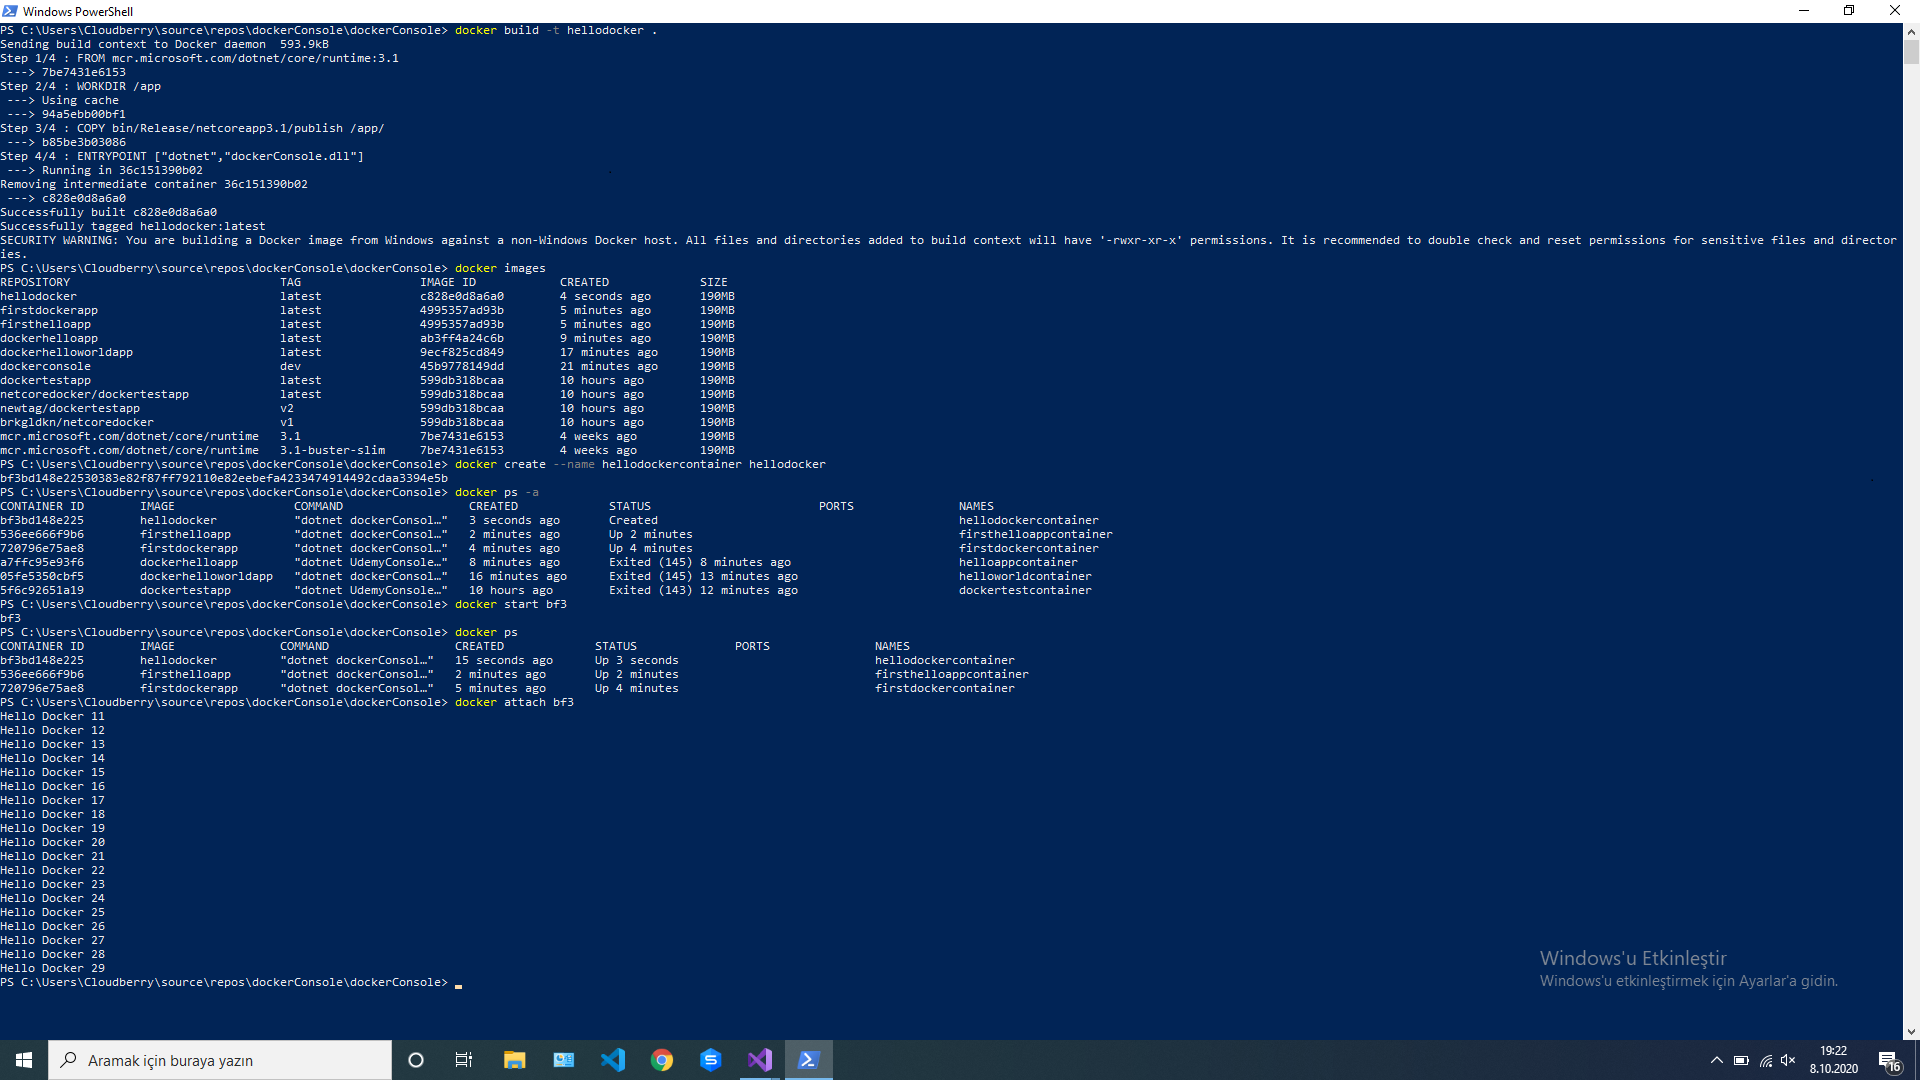 Windows PowerShell
PS C:\Users\Cloudberry\source\repos\dockerConsole\dockerConsole> docker build -t hellodocker .
Sending build context to Docker daemon  593.9kB
Step 1/4 : FROM mcr.microsoft.com/dotnet/core/runtime:3.1
 ---> 7be7431e6153
Step 2/4 : WORKDIR /app
 ---> Using cache
 ---> 94a5ebb00bf1
Step 3/4 : COPY bin/Release/netcoreapp3.1/publish /app/
 ---> b85be3b03086
Step 4/4 : ENTRYPOINT ["dotnet","dockerConsole.dll"]
 ---> Running in 36c151390b02
Removing intermediate container 36c151390b02
 ---> c828e0d8a6a0
Successfully built c828e0d8a6a0
Successfully tagged hellodocker:latest
SECURITY WARNING: You are building a Docker image from Windows against a non-Windows Docker host. All files and directories added to build context will have '-rwxr-xr-x' permissions. It is recommended to double check and reset permissions for sensitive files and director
ies.
PS C:\Users\Cloudberry\source\repos\dockerConsole\dockerConsole> docker images
REPOSITORY TAG IMAGE ID CREATED SIZE
hellodocker latest c828e0d8a6a0 4 seconds ago 190MB
firstdockerapp latest 4995357ad93b 5 minutes ago 190MB
firsthelloapp latest 4995357ad93b 5 minutes ago 190MB
dockerhelloapp latest ab3ff4a24c6b 9 minutes ago 190MB
dockerhelloworldapp latest 9ecf825cd849 17 minutes ago 190MB
dockerconsole dev 45b9778149dd 21 minutes ago 190MB
dockertestapp latest 599db318bcaa 10 hours ago 190MB
netcoredocker/dockertestapp latest 599db318bcaa 10 hours ago 190MB
newtag/dockertestapp v2 599db318bcaa 10 hours ago 190MB
brkgldkn/netcoredocker v1 599db318bcaa 10 hours ago 190MB
mcr.microsoft.com/dotnet/core/runtime 3.1 7be7431e6153 4 weeks ago 190MB
mcr.microsoft.com/dotnet/core/runtime 3.1-buster-slim 7be7431e6153 4 weeks ago 190MB
PS C:\Users\Cloudberry\source\repos\dockerConsole\dockerConsole> docker create --name hellodockercontainer hellodocker
bf3bd148e22530383e82f87ff792110e82eebefa4233474914492cdaa3394e5b
PS C:\Users\Cloudberry\source\repos\dockerConsole\dockerConsole> docker ps -a
CONTAINER ID IMAGE COMMAND CREATED STATUS PORTS NAMES
bf3bd148e225 hellodocker "dotnet dockerConsol…" 3 seconds ago Created hellodockercontainer
536ee666f9b6 firsthelloapp "dotnet dockerConsol…" 2 minutes ago Up 2 minutes firsthelloappcontainer
720796e75ae8 firstdockerapp "dotnet dockerConsol…" 4 minutes ago Up 4 minutes firstdockercontainer
a7ffc95e93f6 dockerhelloapp "dotnet UdemyConsole…" 8 minutes ago Exited (145) 8 minutes ago helloappcontainer
05fe5350cbf5 dockerhelloworldapp "dotnet dockerConsol…" 16 minutes ago Exited (145) 13 minutes ago helloworldcontainer
5f6c92651a19 dockertestapp "dotnet UdemyConsole…" 10 hours ago Exited (143) 12 minutes ago dockertestcontainer
PS C:\Users\Cloudberry\source\repos\dockerConsole\dockerConsole> docker start bf3
bf3
PS C:\Users\Cloudberry\source\repos\dockerConsole\dockerConsole> docker ps
CONTAINER ID IMAGE COMMAND CREATED STATUS PORTS NAMES
bf3bd148e225 hellodocker "dotnet dockerConsol…" 15 seconds ago Up 3 seconds hellodockercontainer
536ee666f9b6 firsthelloapp "dotnet dockerConsol…" 2 minutes ago Up 2 minutes firsthelloappcontainer
720796e75ae8 firstdockerapp "dotnet dockerConsol…" 5 minutes ago Up 4 minutes firstdockercontainer
PS C:\Users\Cloudberry\source\repos\dockerConsole\dockerConsole> docker attach bf3
Hello Docker 11
Hello Docker 12
Hello Docker 13
Hello Docker 14
Hello Docker 15
Hello Docker 16
Hello Docker 17
Hello Docker 18
Hello Docker 19
Hello Docker 20
Hello Docker 21
Hello Docker 22
Hello Docker 23
Hello Docker 24
Hello Docker 25
Hello Docker 26
Hello Docker 27
Hello Docker 28
Hello Docker 29
PS C:\Users\Cloudberry\source\repos\dockerConsole\dockerConsole>
Windows'u Etkinleştir
Windows'u etkinleştirmek için Ayarlar'a gidin.
Aramak için buraya yazın
19:22
8.10.2020
16